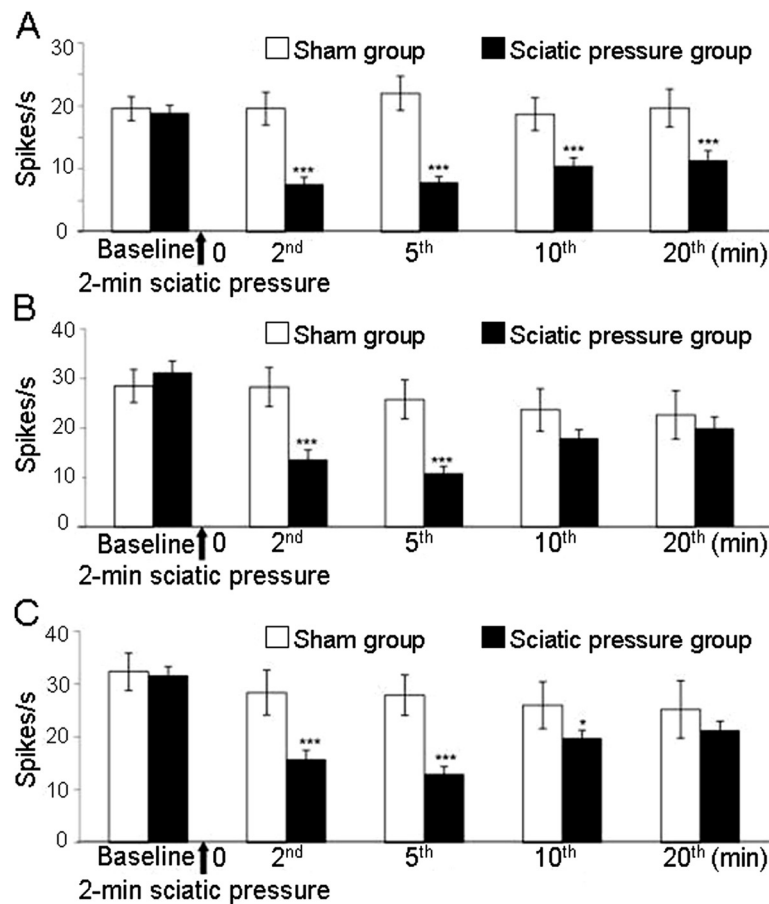 A
30
Sham group
Sciatic pressure group
20
Spikes/s
***
***
***
***
10
0
Baseline 0 2nd 5th 10th 20th (min)
2-min sciatic pressure
B
40
Sham group
Sciatic pressure group
30
Spikes/s
20
***
***
10
0
Baseline 0 2nd 5th 10th 20th (min)
2-min sciatic pressure
C
40
Sham group
Sciatic pressure group
30
Spikes/s
20
***
***
*
10
0
Baseline 0 2nd 5th 10th 20th (min)
2-min sciatic pressure